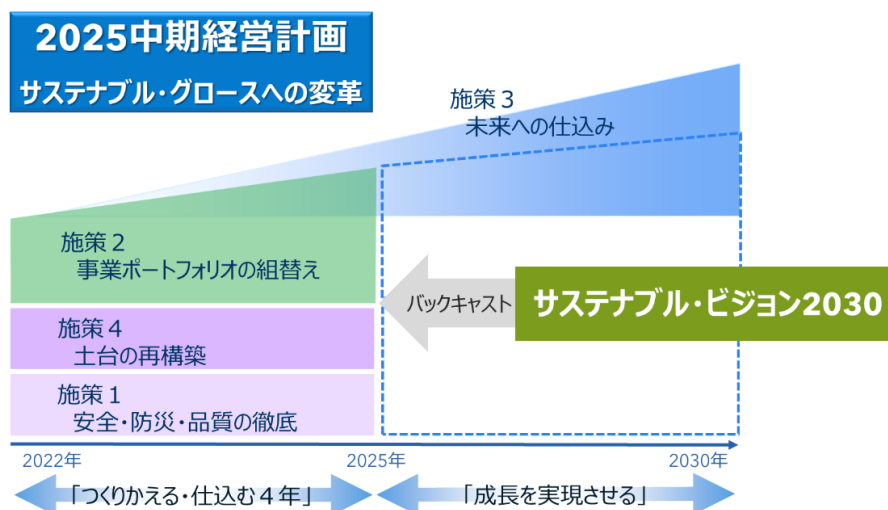 2025中期経営計画
サステナブル・グロースへの変革
施策３
未来への仕込み
施策２
事業ポートフォリオの組替え
バックキャスト
サステナブル・ビジョン2030
施策４
土台の再構築
施策１
安全・防災・品質の徹底
2022年
2025年
2030年
「つくりかえる・仕込む４年」
「成長を実現させる」